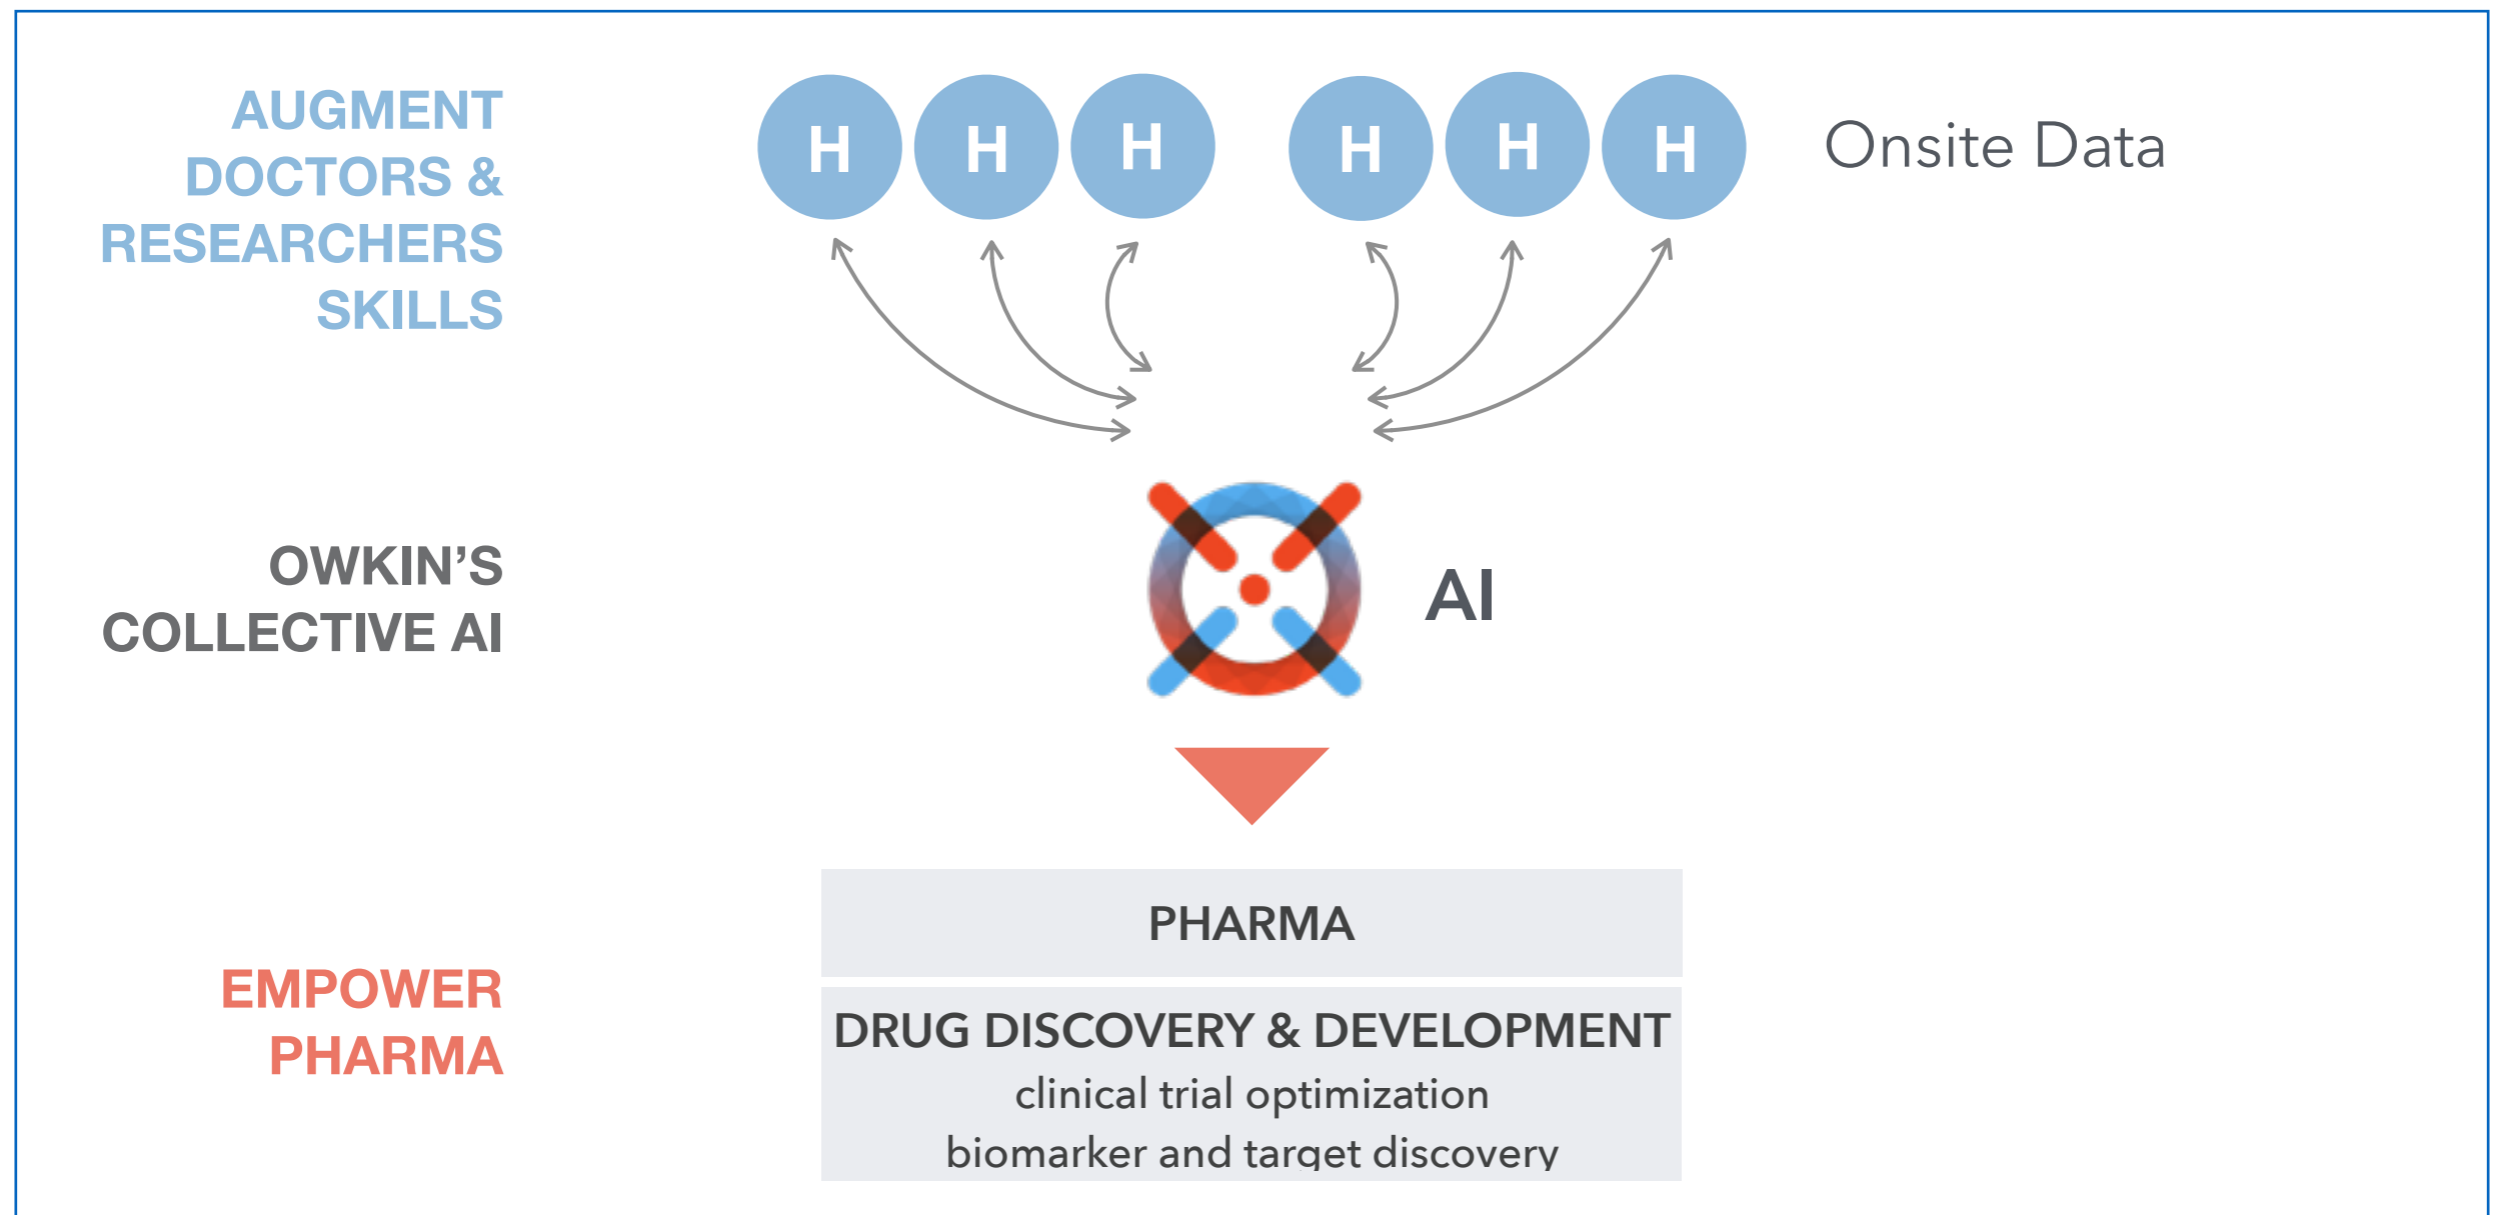 AUGMENT
DOCTORS &
RESEARCHERS
SKILLS
H H H H H H
Onsite Data
OWKIN’S
COLLECTIVE AI
AI
EMPOWER
PHARMA
PHARMA
DRUG DISCOVERY & DEVELOPMENT
clinical trial optimization
biomarker and target discovery